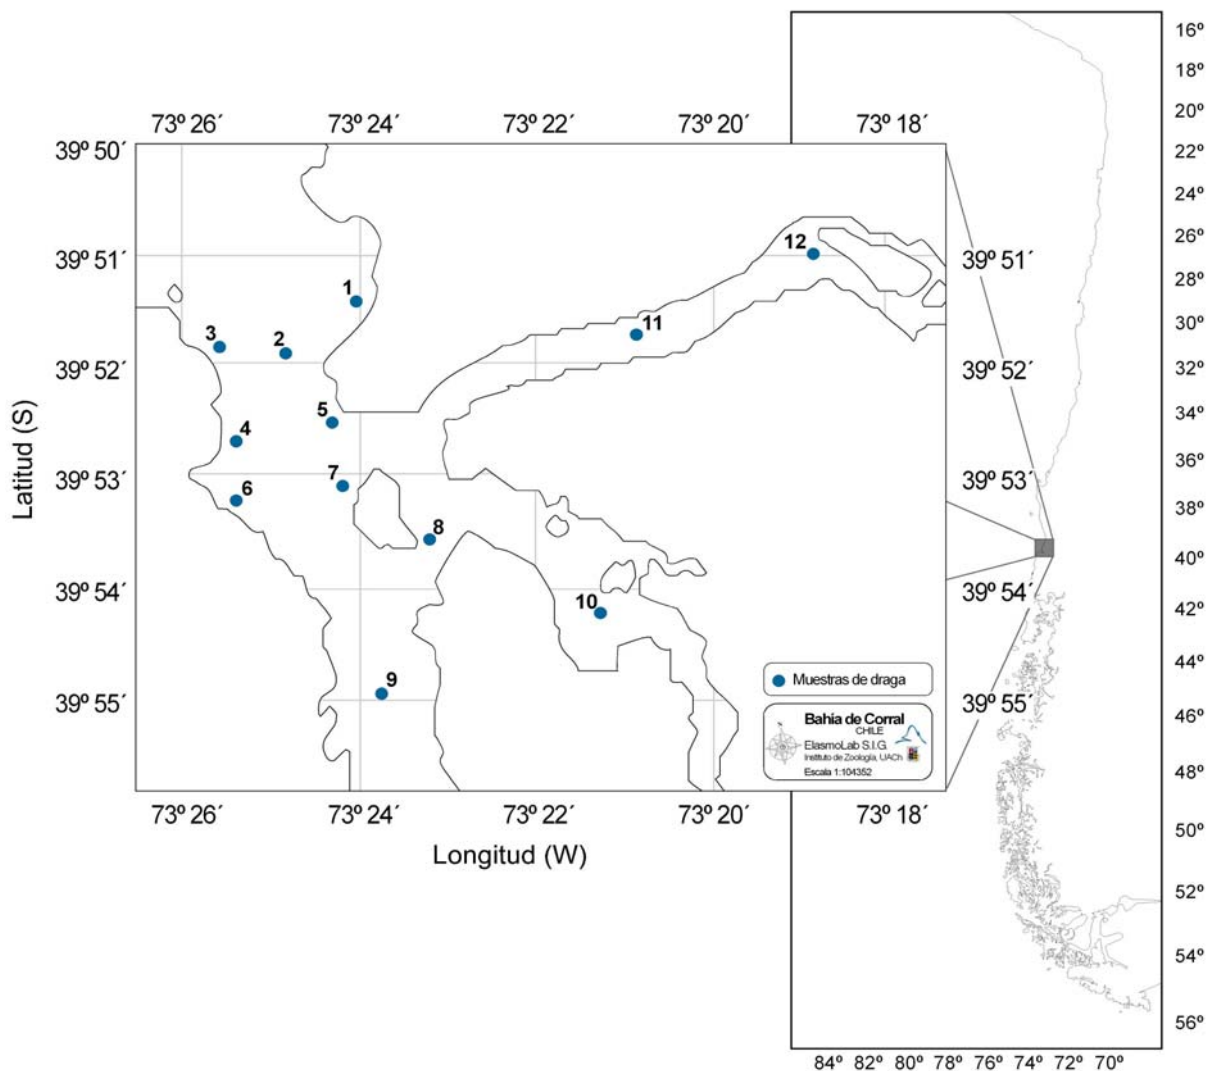 16º
18º
20º
22º
24º
26º
28º
30º
32º
34º
36º
38º
40º
42º
44º
46º
48º
50º
52º
54º
56º
84º 82º 80º 78º 76º 74º 72º 70º
73º 26´ 73º 24´ 73º 22´ 73º 20´ 73º 18´
39º 50´
39º 51´
39º 52´
39º 53´
39º 54´
39º 55´
39º 51´
39º 52´
39º 53´
39º 54´
39º 55´
Latitud (S)
12
1
11
3
2
5
4
7
6
8
10
9
Muestras de draga
Bahía de Corral
CHILE
ElasmoLab S.I.G.
Instituto de Zoología, UACh
Escala 1:104352
73º 26´ 73º 24´ 73º 22´ 73º 20´ 73º 18´
Longitud (W)